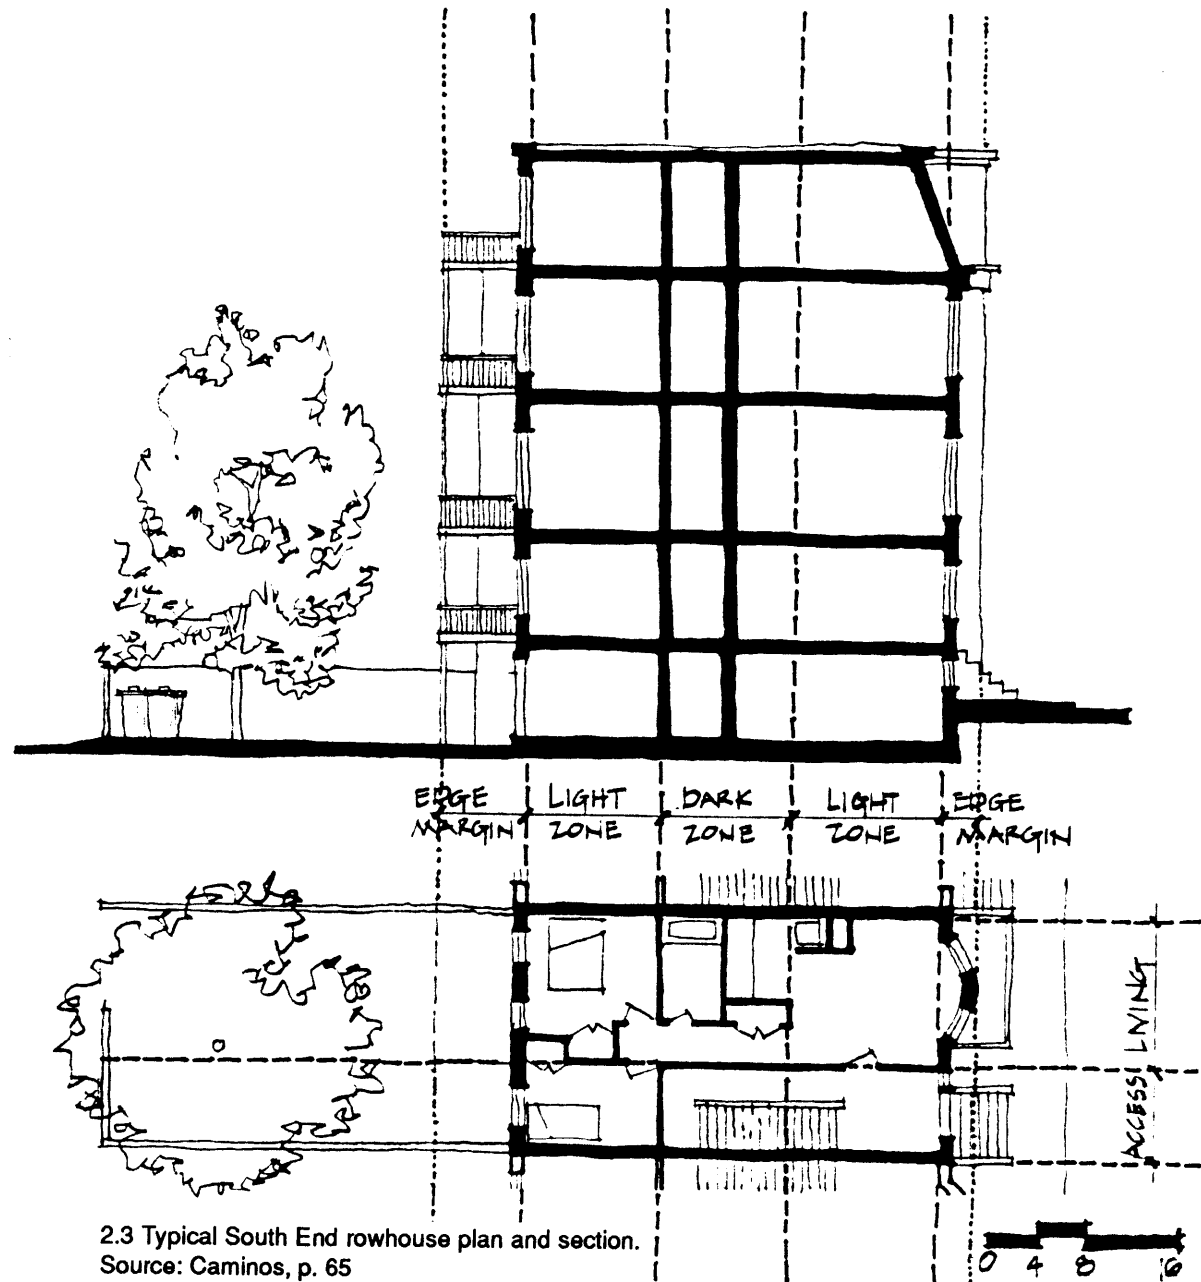 EDGE MARGIN
LIGHT ZONE
DARK ZONE
LIGHT ZONE
EDGE MARGIN
LIVING
ACCESS
2.3 Typical South End rowhouse plan and section.
Source: Caminos, p. 65
0 4 8 16